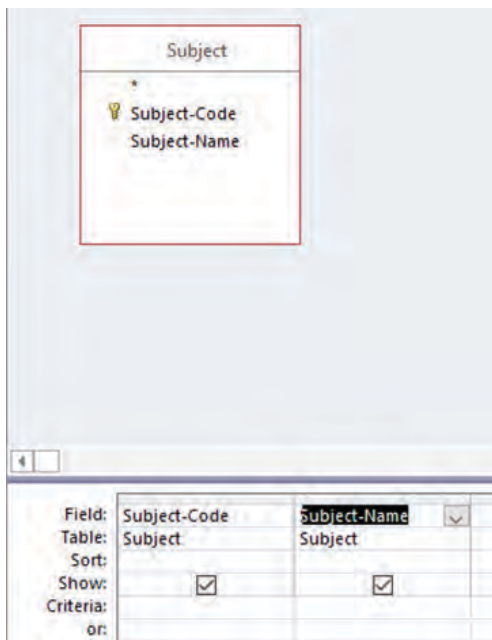 Subject
*
Subject-Code
Subject-Name
Field: Subject-Code Subject-Name
Table: Subject Subject
Sort:
Show:
Criteria:
or: